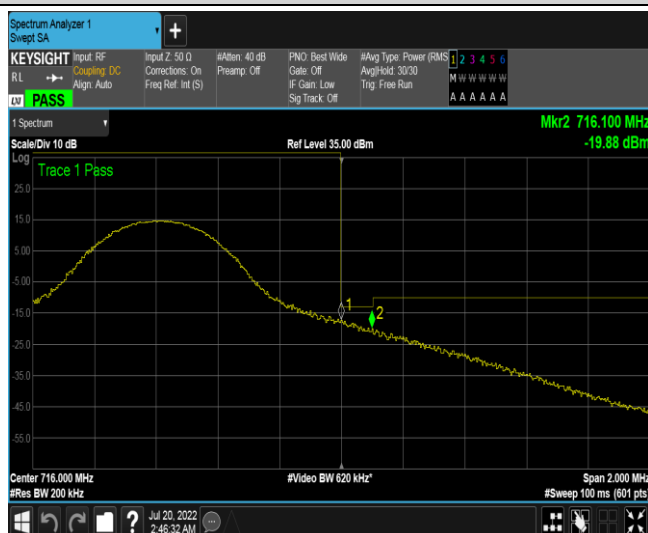 Spectrum Analyzer 1
Swept SA
+
KEYSIGHT
RL
LXI PASS
Input: RF
Coupling: DC
Align: Auto
Input Z: 50 Ω
Corrections: On
Freq Ref: Int (S)
#Atten: 40 dB
Preamp: Off
PNO: Best Wide
Gate: Off
IF Gain: Low
Sig Track: Off
#Avg Type: Power (RMS
Avg|Hold: 30/30
Trig: Free Run
1 2 3 4 5 6
M W W W W W
A A A A A A
1 Spectrum
Mkr2 716.100 MHz
Scale/Div 10 dB
Ref Level 35.00 dBm
-19.88 dBm
Log
Trace 1 Pass
25.0
15.0
5.00
-5.00
-15.0
-25.0
-35.0
-45.0
-55.0
1
2
Center 716.000 MHz
#Video BW 620 kHz*
Span 2.000 MHz
#Res BW 200 kHz
#Sweep 100 ms (601 pts)
?
Jul 20, 2022
2:46:32 AM